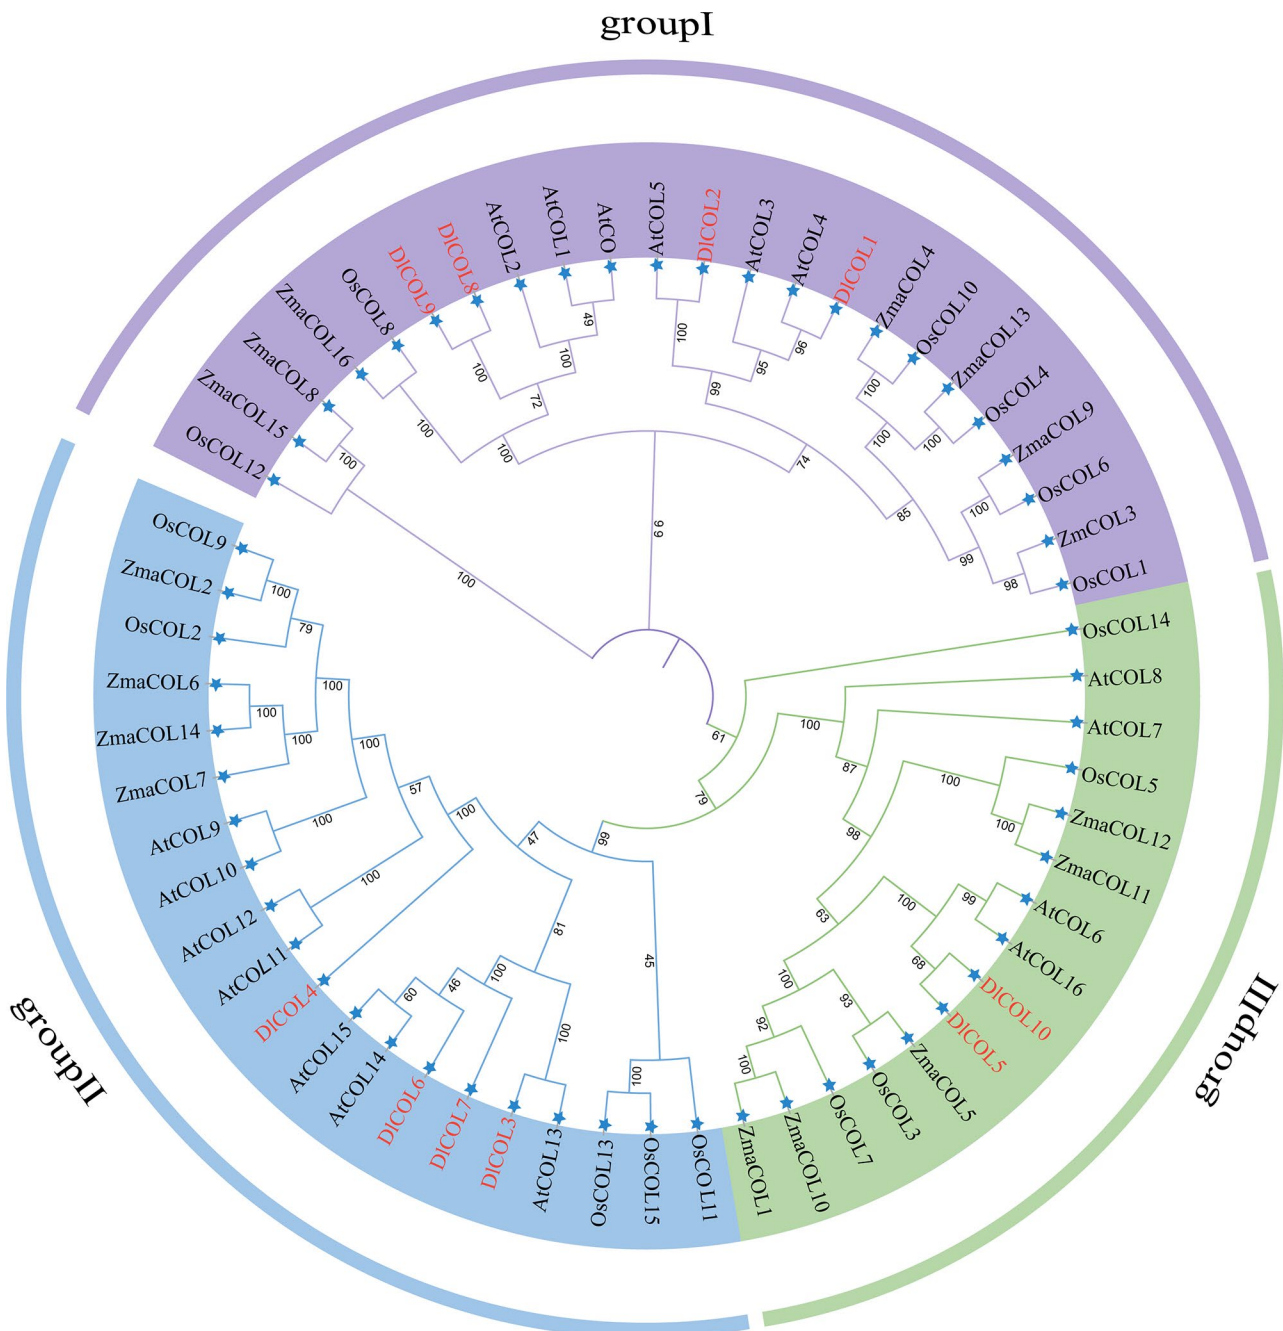 groupI
OsCOL12
ZmaCOL15
ZmaCOL8
ZmaCOL16
OsCOL8
DlCOL9
DlCOL8
AtCOL2
AtCOL1
AtCO
AtCOL5
DlCOL2
AtCOL3
AtCOL4
DlCOL1
ZmaCOL4
OsCOL10
ZmaCOL13
OsCOL4
ZmaCOL9
OsCOL6
ZmCOL3
OsCOL1
OsCOL14
AtCOL8
AtCOL7
OsCOL5
ZmaCOL12
ZmaCOL11
AtCOL6
AtCOL16
DlCOL10
DlCOL5
ZmaCOL5
OsCOL3
OsCOL7
ZmaCOL10
ZmaCOL1
groupIII
OsCOL11
OsCOL15
OsCOL13
AtCOL13
DlCOL3
DlCOL7
DlCOL6
AtCOL14
AtCOL15
DlCOL4
AtCOL11
AtCOL12
AtCOL10
AtCOL9
ZmaCOL7
ZmaCOL14
ZmaCOL6
OsCOL2
ZmaCOL2
OsCOL9
groupII
100
100
100
100
72
100
100
49
99
100
99
95
96
74
85
100
100
100
99
100
98
61
79
100
87
98
100
100
63
100
99
68
100
93
92
100
99
47
45
100
100
81
100
100
46
60
57
100
100
100
100
79
100
100
100